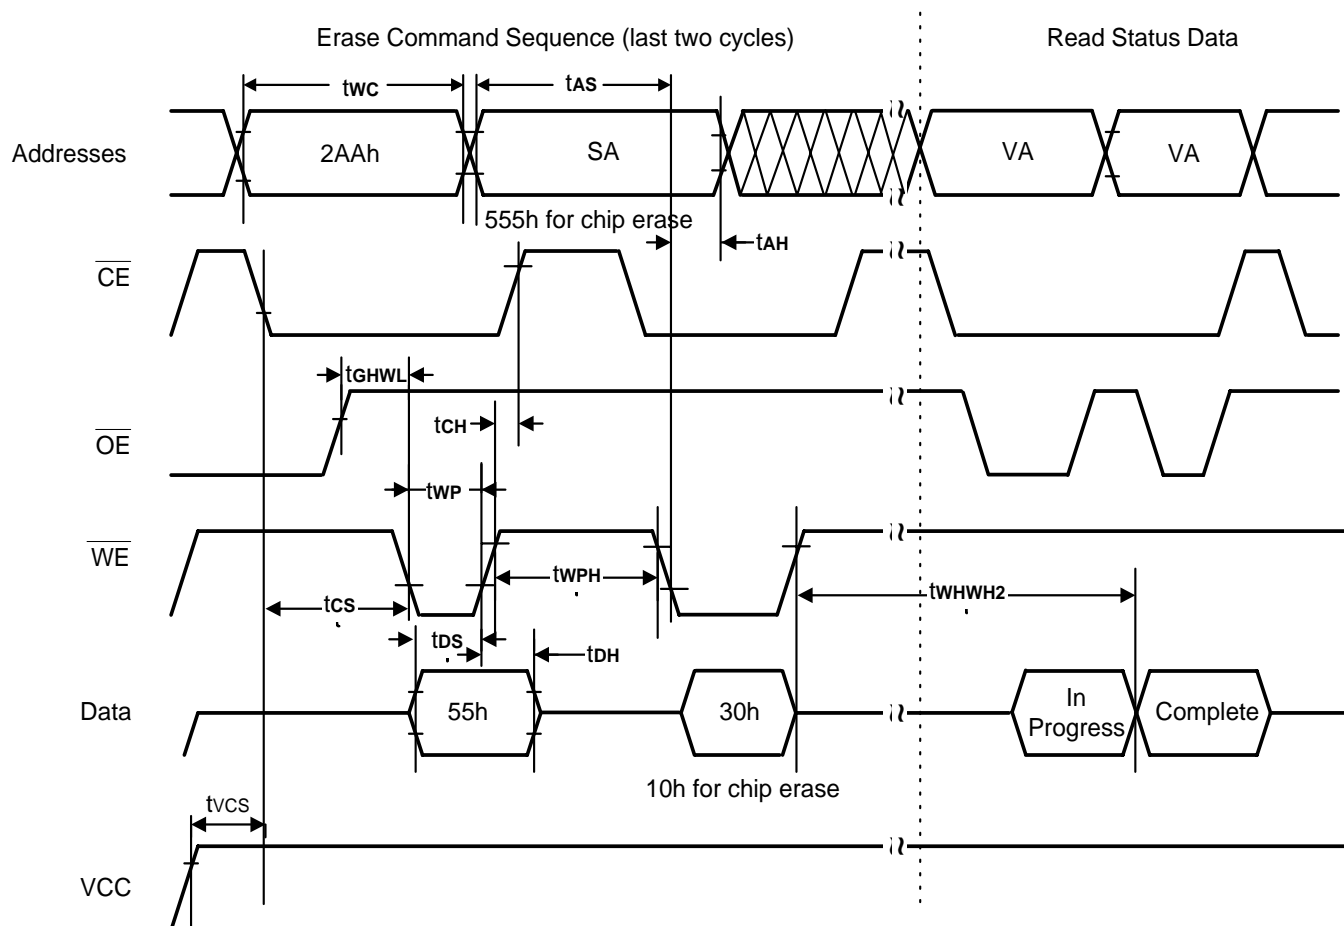 Erase Command Sequence (last two cycles)
Read Status Data
tWC
tAS
Addresses
2AAh
SA
VA
VA
555h for chip erase
tAH
CE
tGHWL
OE
tCH
tWP
WE
tWPH
tWHWH2
tCS
tDS
tDH
Data
55h
30h
In
Progress
Complete
10h for chip erase
tVCS
VCC